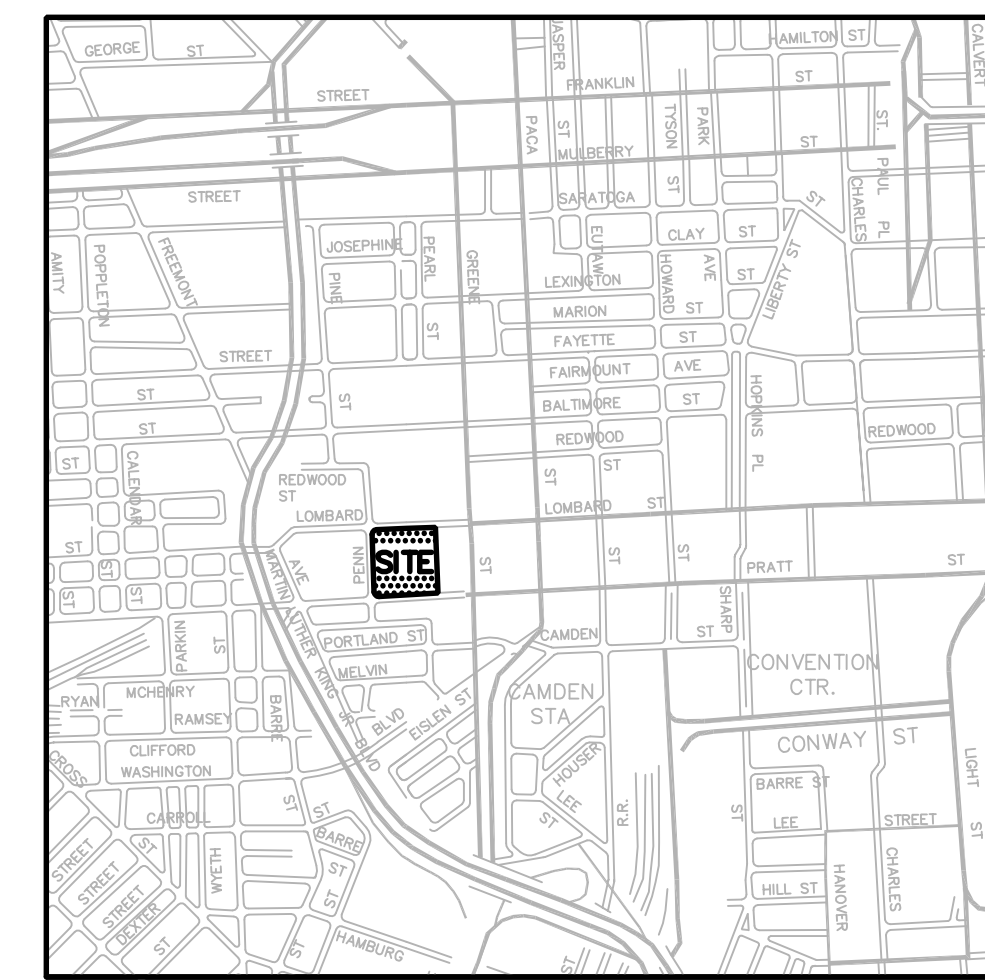 GEORGE ST
JASPER
HAMILTON ST
CALVERT
FRANKLIN ST
STREET
PACA
ST
TYSON
PARK
ST.
MULBERRY
ST
STREET
SARATOGA
ST
ST
PAUL
PL
CHARLES
JOSEPHINE
PEARL
EUTAW
CLAY
ST
AMITY
POPPLETON
FREEMONT
PINE
GREENE
LEXINGTON
HOWARD
AVE
ST
LIBERTY ST
MARION
ST
ST
FAYETTE
ST
STREET
FAIRMOUNT
AVE
ST
ST
BALTIMORE
ST
HOPKINS
PL
ST
REDWOOD
REDWOOD
ST
CALENDAR
REDWOOD
ST
ST
ST
LOMBARD
LOMBARD
ST
ST
ST
PENN
SITE
ST
ST
ST
PRATT
ST
AVE
MARTIN LUTHER KING JR BLVD
ST
ST
SHARP
PARKIN
ST
PORTLAND ST
CAMDEN
ST
MELVIN
CONVENTION
CTR.
RYAN
MCHENRY
RAMSEY
BARRE
BLVD
EISLEN ST
CAMDEN
STA
CONWAY ST
CLIFFORD
WASHINGTON
CROSS
HOUSER
LIGHT
BARRE ST
CARROLL
ST
ST
LEE
ST
R.R.
ST
LEE
STREET
ST
STREET
ST
BARRE
STREET
WYETH
ST
HANOVER
CHARLES
STREET
DEXTER
ST
ST
HILL ST
ST
HAMBURG
ST